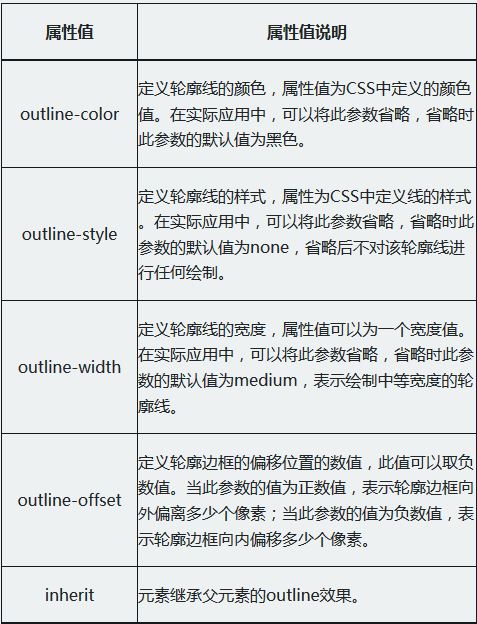 属性值 属性值说明
outline-color
定义轮廓线的颜色，属性值为CSS中定义的颜色
值。在实际应用中，可以将此参数省略，省略时
此参数的默认值为黑色。
outline-style
定义轮廓线的样式，属性为CSS中定义线的样式
。在实际应用中，可以将此参数省略，省略时此
参数的默认值为none，省略后不对该轮廓线进
行任何绘制。
outline-width
定义轮廓线的宽度，属性值可以为一个宽度值。
在实际应用中，可以将此参数省略，省略时此参
数的默认值为medium，表示绘制中等宽度的轮
廓线。
outline-offset
定义轮廓边框的偏移位置的数值，此值可以取负
数值。当此参数的值为正数值，表示轮廓边框向
外偏离多少个像素；当此参数的值为负数值，表
示轮廓边框向内偏移多少个像素。
inherit 元素继承父元素的outline效果。